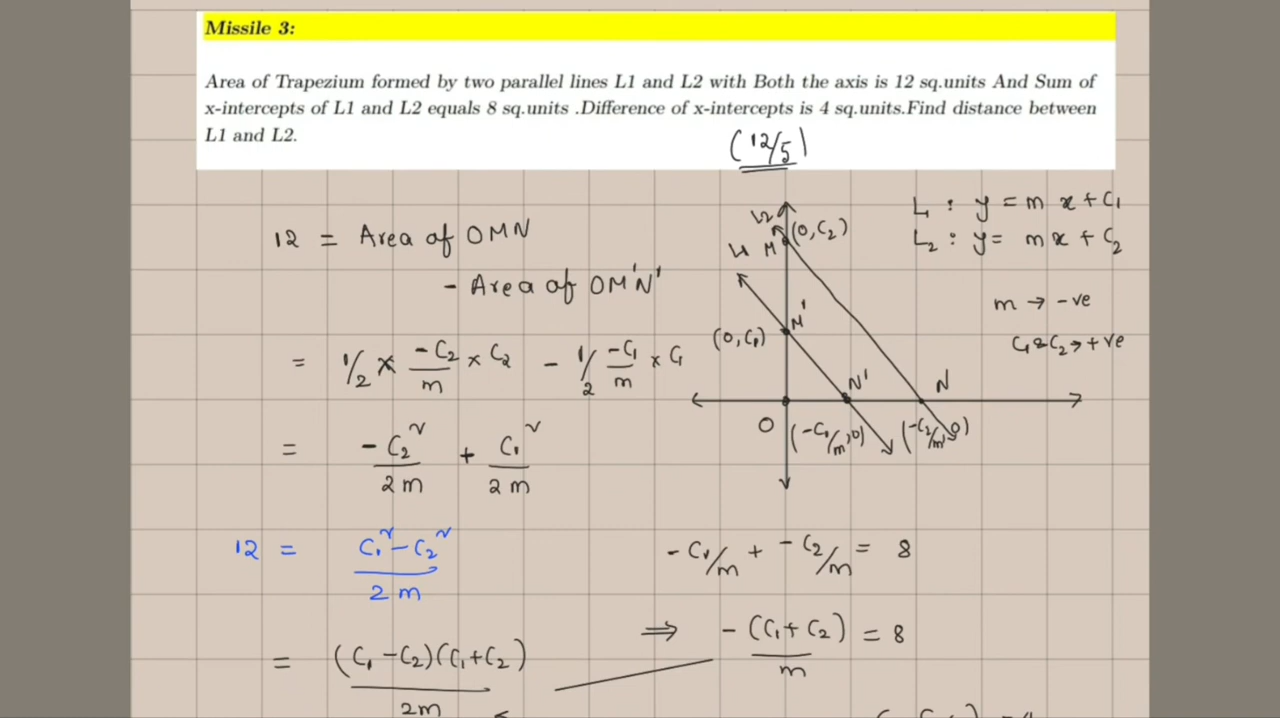 Missile 3:
Area of Trapezium formed by two parallel lines L1 and L2 with Both the axis is 12 sq.units And Sum of
x-intercepts of L1 and L2 equals 8 sq.units .Difference of x-intercepts is 4 sq.units.Find distance between
L1 and L2.
(12/5)
12 = Area of OMN
- Area of OM'N'
= 1/2 × -C₂/m × C₂ - 1/2 -C₁/m × C₁
= -C₂²/2m + C₁²/2m
12 = C₁²-C₂²/2m
= (C₁-C₂)(C₁+C₂)/2m
L2
L1
M
(0,C₂)
M'
(0,C₁)
N'
N
O
(-C₁/m,0)
(-C₂/m,0)
L₁ : y = m x + C₁
L₂ : y = m x + C₂
m → -ve
C₁ & C₂ → +ve
-C₁/m + -C₂/m = 8
⇒ -(C₁+C₂)/m = 8